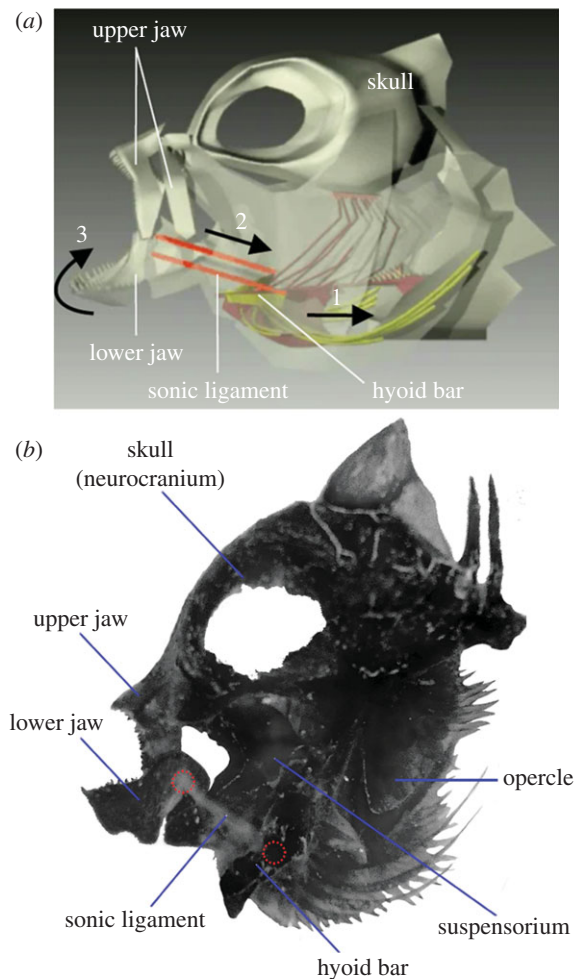 (a)
upper jaw
skull
3
2
1
lower jaw
sonic ligament
hyoid bar
(b)
skull
(neurocranium)
upper jaw
lower jaw
opercle
sonic ligament
suspensorium
hyoid bar